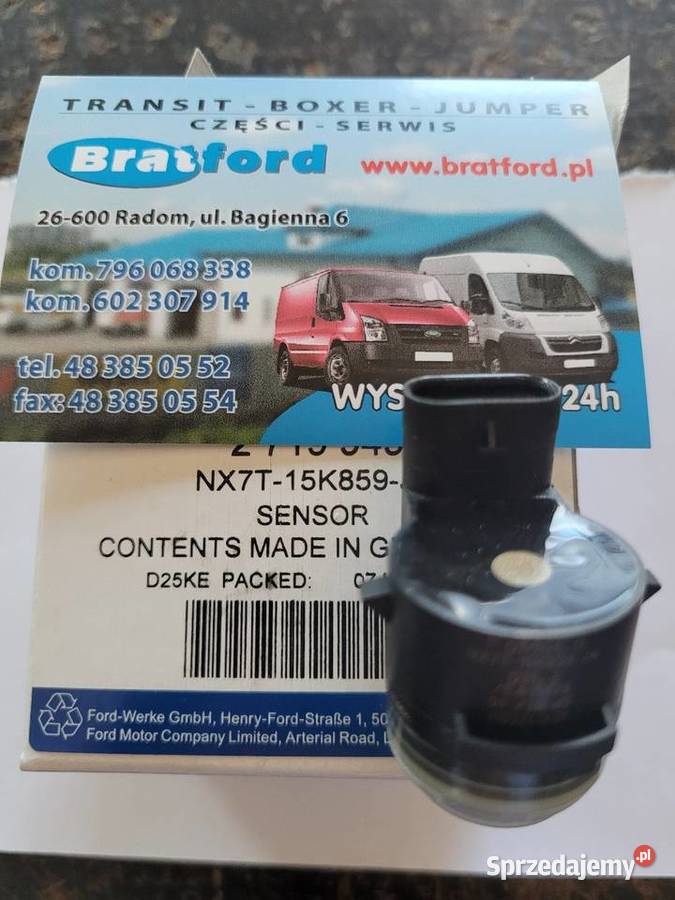 TRANSIT - BOXER - JUMPER
CZĘŚCI - SERWIS
Bratford www.bratford.pl
26-600 Radom, ul. Bagienna 6
kom. 796 068 338
kom. 602 307 914
tel. 48 385 05 52
fax: 48 385 05 54
24h
NX7T-15K859-
SENSOR
CONTENTS MADE IN
D25KE PACKED:
Ford-Werke GmbH, Henry-Ford-Straße 1,
Ford Motor Company Limited, Arterial Road,
Sprzedajemy.pl